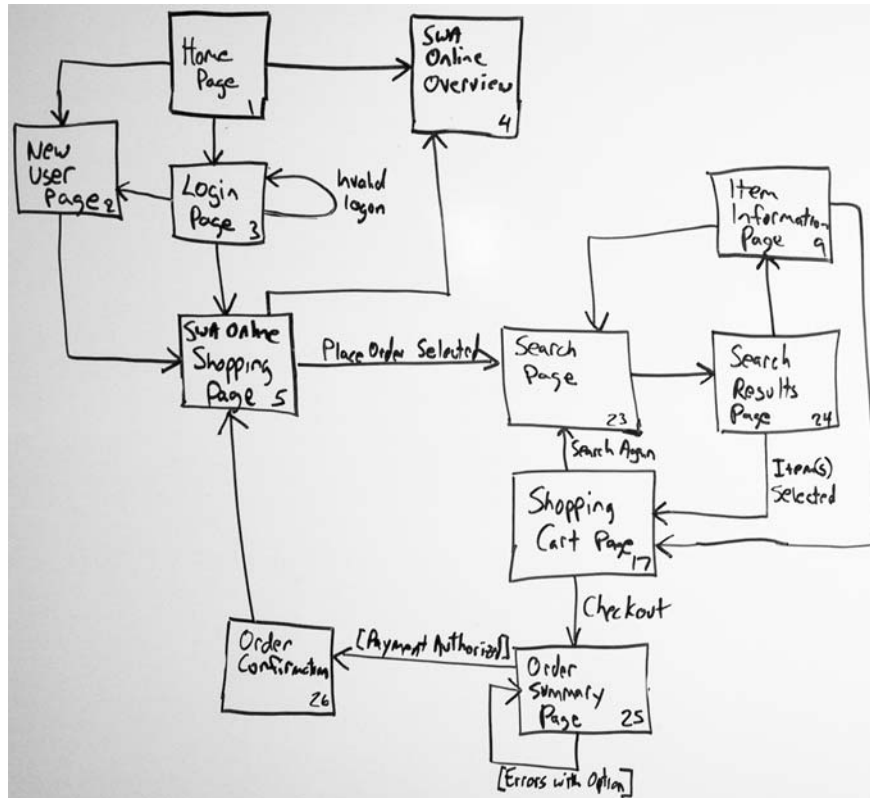 Home
Page
1
SWA
Online
Overview
4
New
User
Page 2
Login
Page 3
Invalid
logon
Item
Information
Page 9
SWA Online
Shopping
Page 5
Place Order Selected
Search
Page
23
Search
Results
Page 24
Search Again
Item(s)
Selected
Shopping
Cart Page
17
Checkout
Order
Confirmation
26
[Payment Authorized]
Order
Summary
Page 25
[Errors with Option]